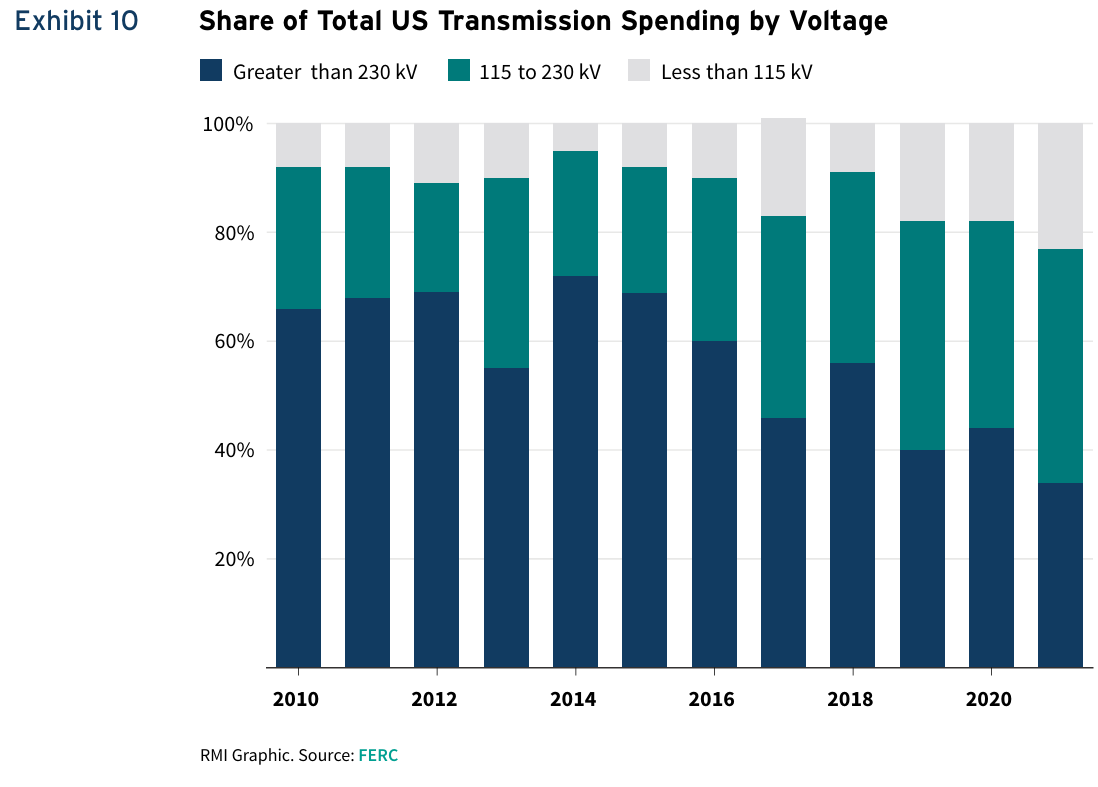 Exhibit 10
Share of Total US Transmission Spending by Voltage
Greater than 230 kV
115 to 230 kV
Less than 115 kV
100%
80%
60%
40%
20%
2010
2012
2014
2016
2018
2020
RMI Graphic. Source: FERC